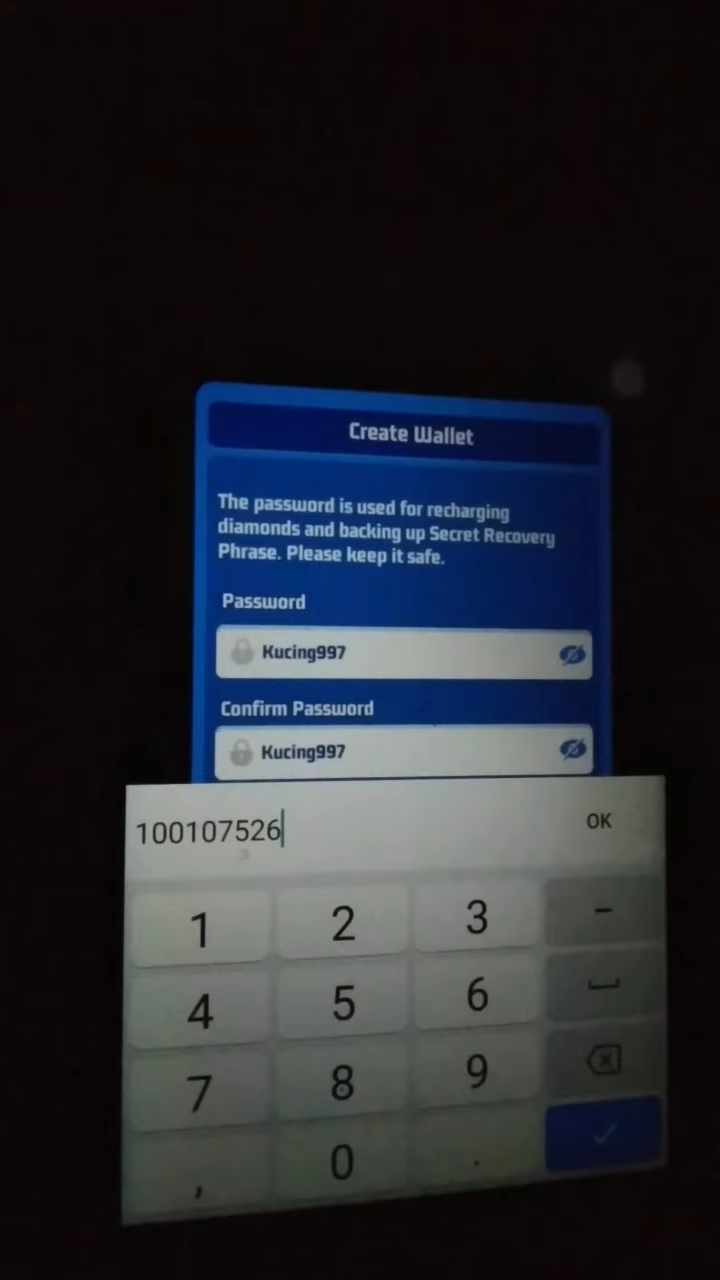 Create Wallet
The password is used for recharging
diamonds and backing up Secret Recovery
Phrase. Please keep it safe.
Password
Kucing997
Confirm Password
Kucing997
100107526
OK
1 2 3 -
4 5 6
7 8 9
, 0 .